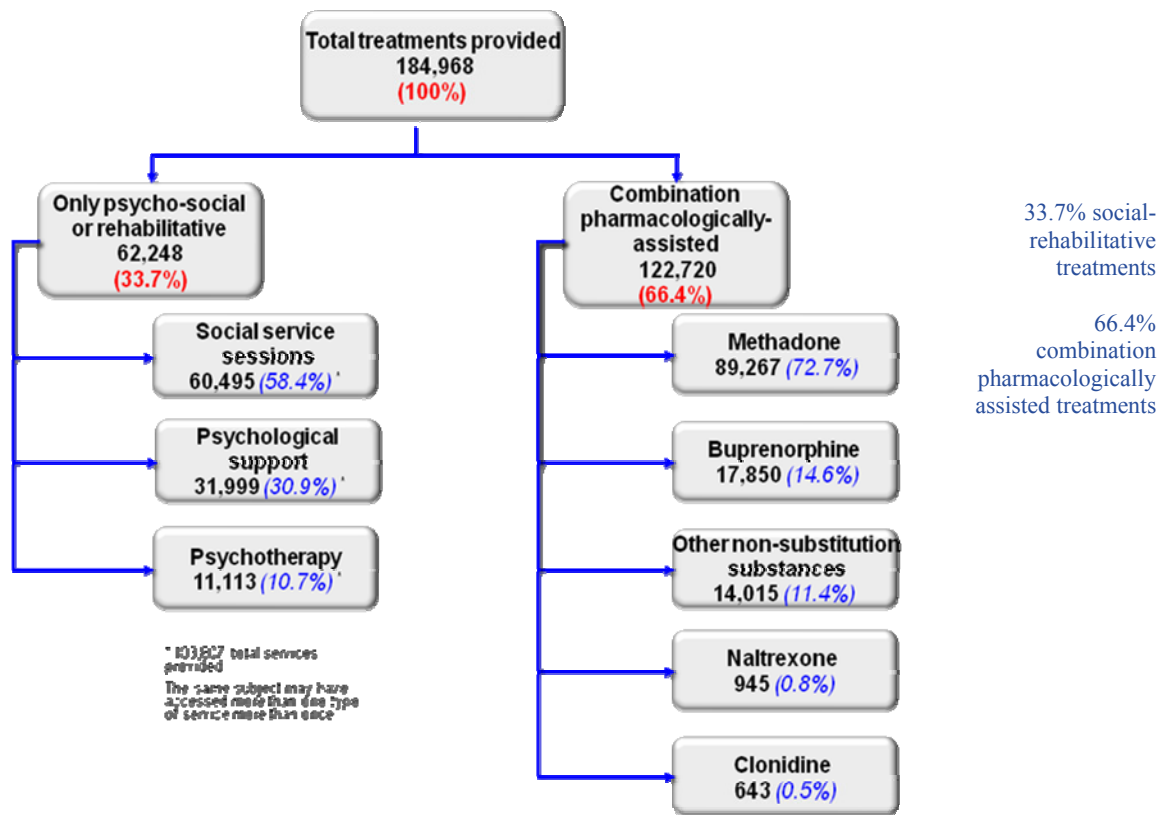 Total treatments provided
184,968
(100%)
Only psycho-social
or rehabilitative
62,248
(33.7%)
Social service
sessions
60,495 (58.4%) *
Psychological
support
31,999 (30.9%) *
Psychotherapy
11,113 (10.7%) *
* total services
provided
The same subject may have
accessed more than one type
of service more than once
Combination
pharmacologically-
assisted
122,720
(66.4%)
Methadone
89,267 (72.7%)
Buprenorphine
17,850 (14.6%)
Other non-substitution
substances
14,015 (11.4%)
Naltrexone
945 (0.8%)
Clonidine
643 (0.5%)
33.7% social-
rehabilitative
treatments
66.4%
combination
pharmacologically
assisted treatments